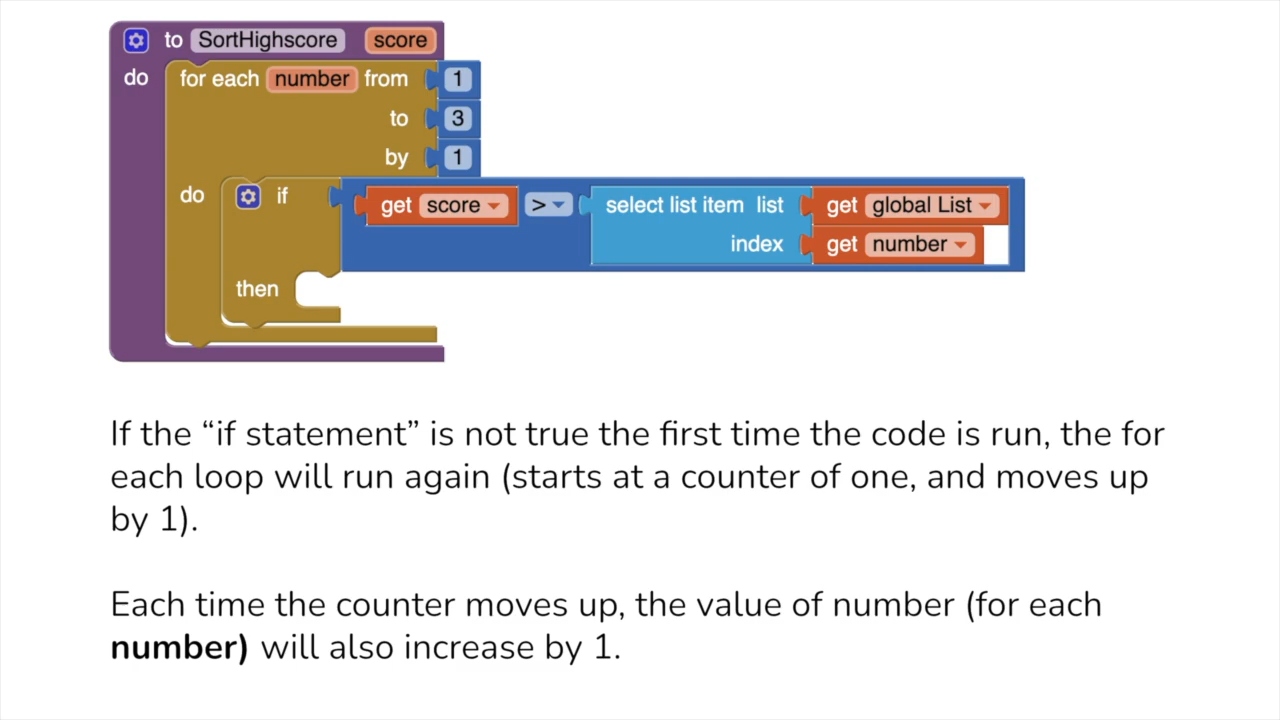 to SortHighscore score
do for each number from 1
to 3
by 1
do if get score > select list item list get global List
index get number
then
If the “if statement” is not true the first time the code is run, the for
each loop will run again (starts at a counter of one, and moves up
by 1).
Each time the counter moves up, the value of number (for each
number) will also increase by 1.